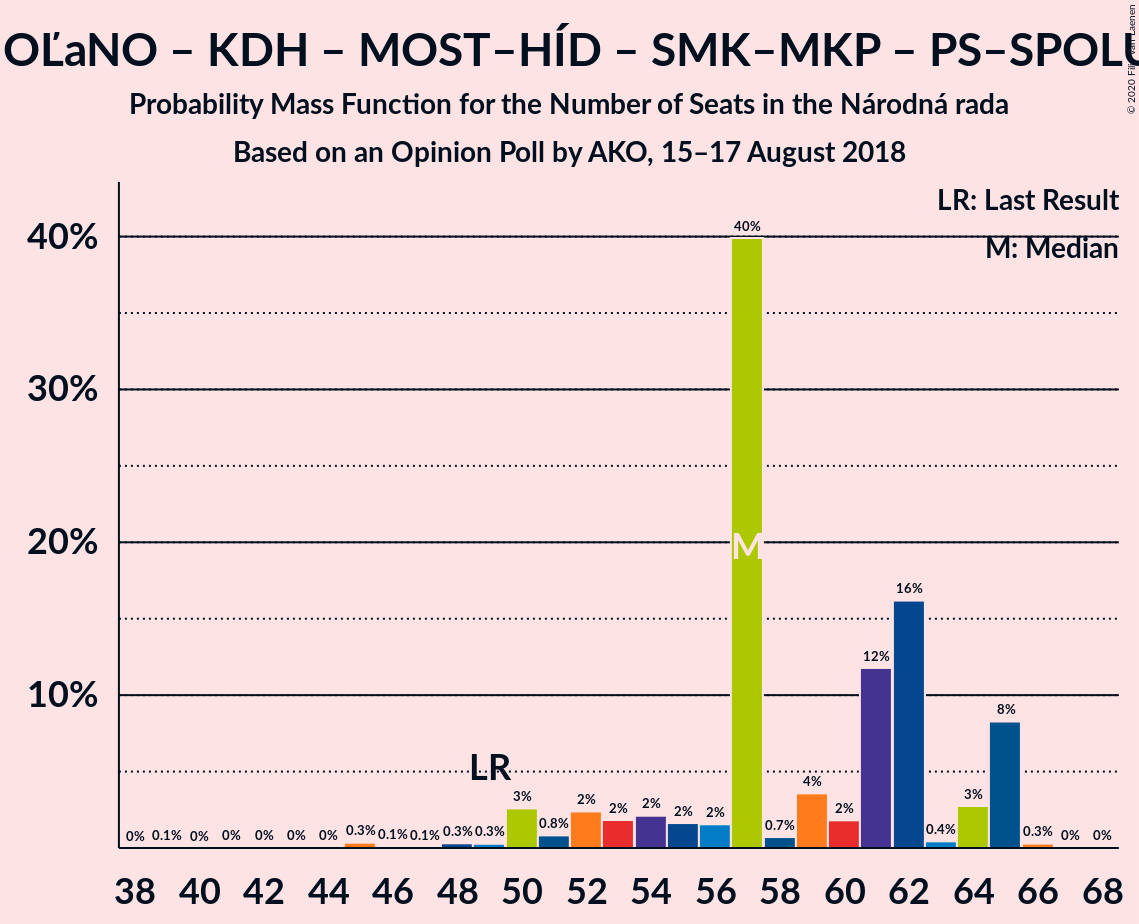 OĽaNO – KDH – MOST–HÍD – SMK–MKP – PS–SPOLU
Probability Mass Function for the Number of Seats in the Národná rada
Based on an Opinion Poll by AKO, 15–17 August 2018
© 2020 Filip van Laenen
LR: Last Result
M: Median
40%
30%
20%
10%
0% 0.1% 0% 0% 0% 0% 0% 0.3% 0.1% 0.1% 0.3% 0.3% 3% 0.8% 2% 2% 2% 2% 2% 40% 0.7% 4% 2% 12% 16% 0.4% 3% 8% 0.3% 0% 0%
LR
M
38 40 42 44 46 48 50 52 54 56 58 60 62 64 66 68